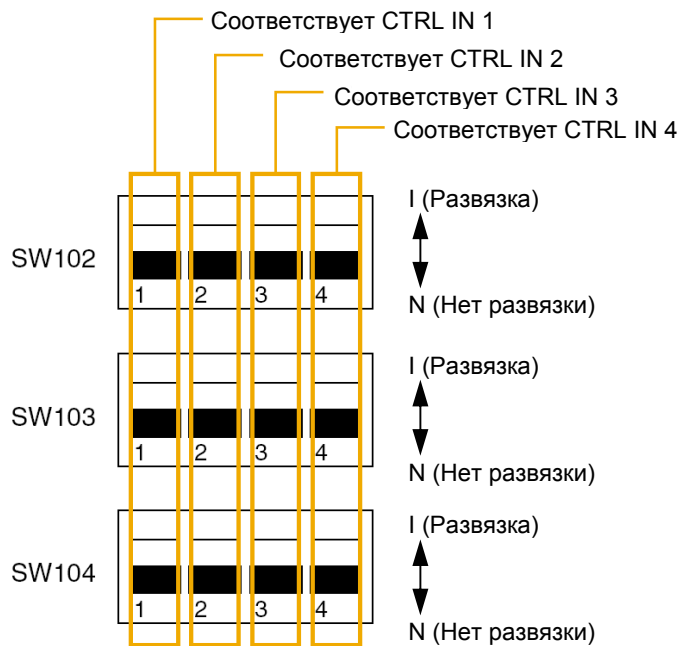 Соответствует CTRL IN 1
Соответствует CTRL IN 2
Соответствует CTRL IN 3
Соответствует CTRL IN 4
I (Развязка)
SW102
1 2 3 4
N (Нет развязки)
I (Развязка)
SW103
1 2 3 4
N (Нет развязки)
I (Развязка)
SW104
1 2 3 4
N (Нет развязки)